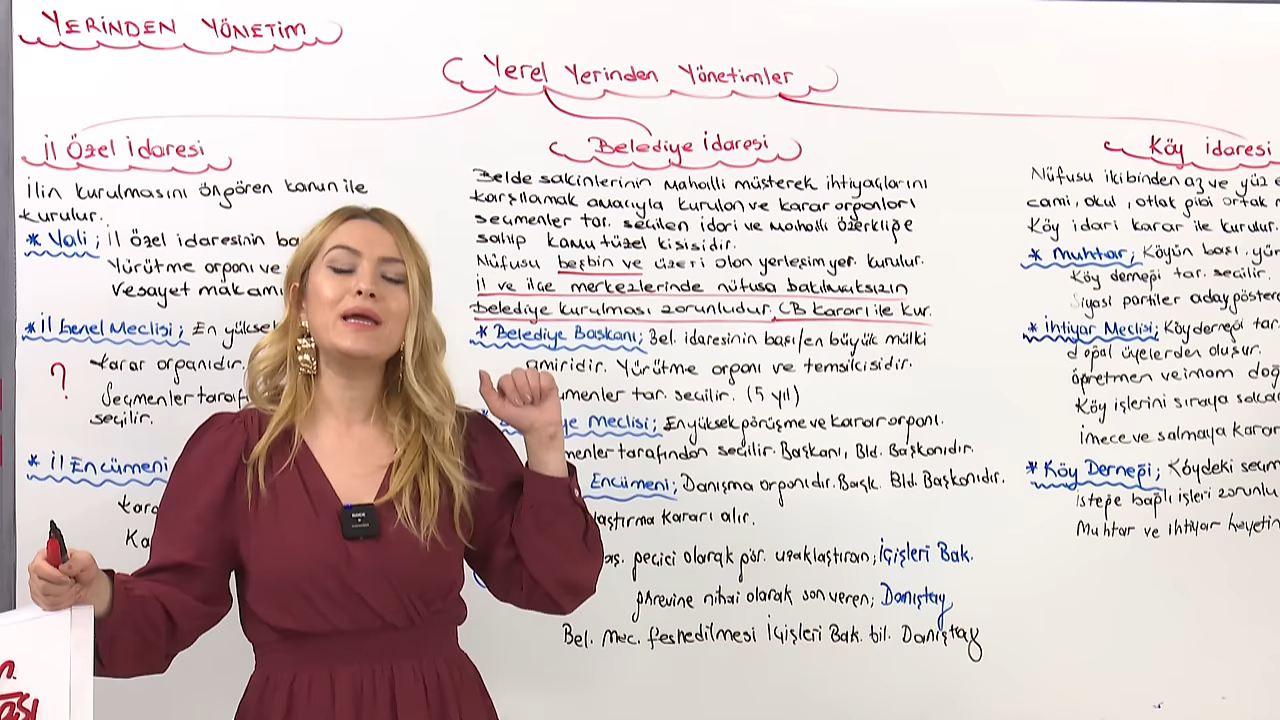 YERİNDEN YÖNETİM
Yerel Yerinden Yönetimler
İl Özel İdaresi
İlin kurulmasını öngören kanun ile
kurulur.
* Vali; İl özel idaresinin ba
Yürütme organı ve
vesayet makamı
* İl Genel Meclisi; En yüksek
? karar organıdır.
Seçmenler taraf
seçilir.
* İl Encümeni
Kara
Ka
Belediye İdaresi
Belde sakinlerinin mahalli müşterek ihtiyaçlarını
karşılamak amacıyla kurulan ve karar organları
seçmenler tar. seçilen idari ve mahalli özerkliğe
sahip kamu tüzel kişisidir.
Nüfusu beşbin ve üzeri olan yerleşim yer. kurulur.
İl ve ilçe merkezlerinde nüfusa bakılmaksızın
belediye kurulması zorunludur. CB kararı ile kur.
* Belediye Başkanı; Bel. idaresinin başı/en büyük mülki
amiridir. Yürütme organı ve temsilcisidir.
menler tar. seçilir. (5 yıl)
ye Meclisi; En yüksek görüşme ve karar organı.
menler tarafından seçilir. Başkanı, Bld. Başkanıdır.
Encümeni; Danışma organıdır. Başk. Bld. Başkanıdır.
laştırma kararı alır.
aş. geçici olarak gör. uzaklaştıran; İçişleri Bak.
görevine nihai olarak son veren; Danıştay
Bel. Mec. feshedilmesi İçişleri Bak. bil. Danıştay
Köy İdaresi
Nüfusu ikibinden az ve yüz e
cami, okul, otlak gibi ortak m
Köy idari karar ile kurulur.
* Muhtar; Köyün başı, yür
Köy derneği tar. seçilir.
Siyasi partiler aday göster
* İhtiyar Meclisi; Köy derneği tar.
doğal üyelerden oluşur.
öğretmen ve imam doğ
Köy işlerini sıraya
İmece ve salmaya karar
* Köy Derneği; Köydeki seçm
isteğe bağlı işleri zorunlu
Muhtar ve ihtiyar heyetin